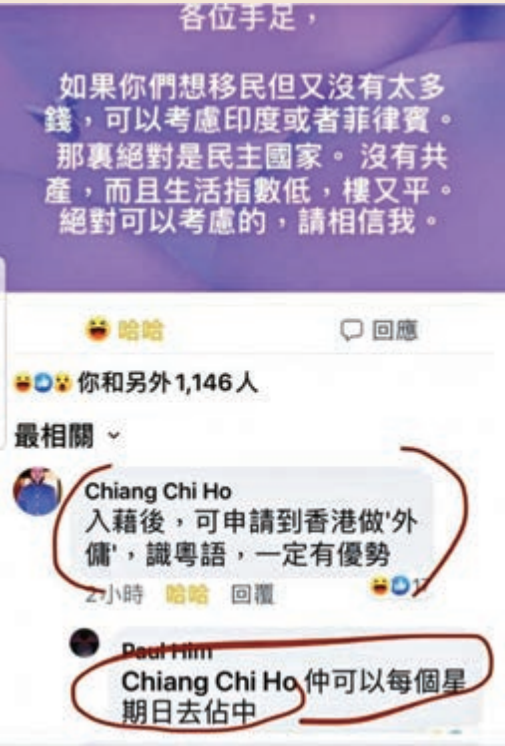 各位手足，
如果你們想移民但又沒有太多
錢，可以考慮印度或者菲律賓。
那裏絕對是民主國家。沒有共
產，而且生活指數低，樓又平。
絕對可以考慮的，請相信我。
哈哈 回應
你和另外1,146人
最相關
Chiang Chi Ho
入藉後，可申請到香港做'外
傭'，識粵語，一定有優勢
2小時 哈哈 回覆 17
Paul Him
Chiang Chi Ho 仲可以每個星
期日去佔中